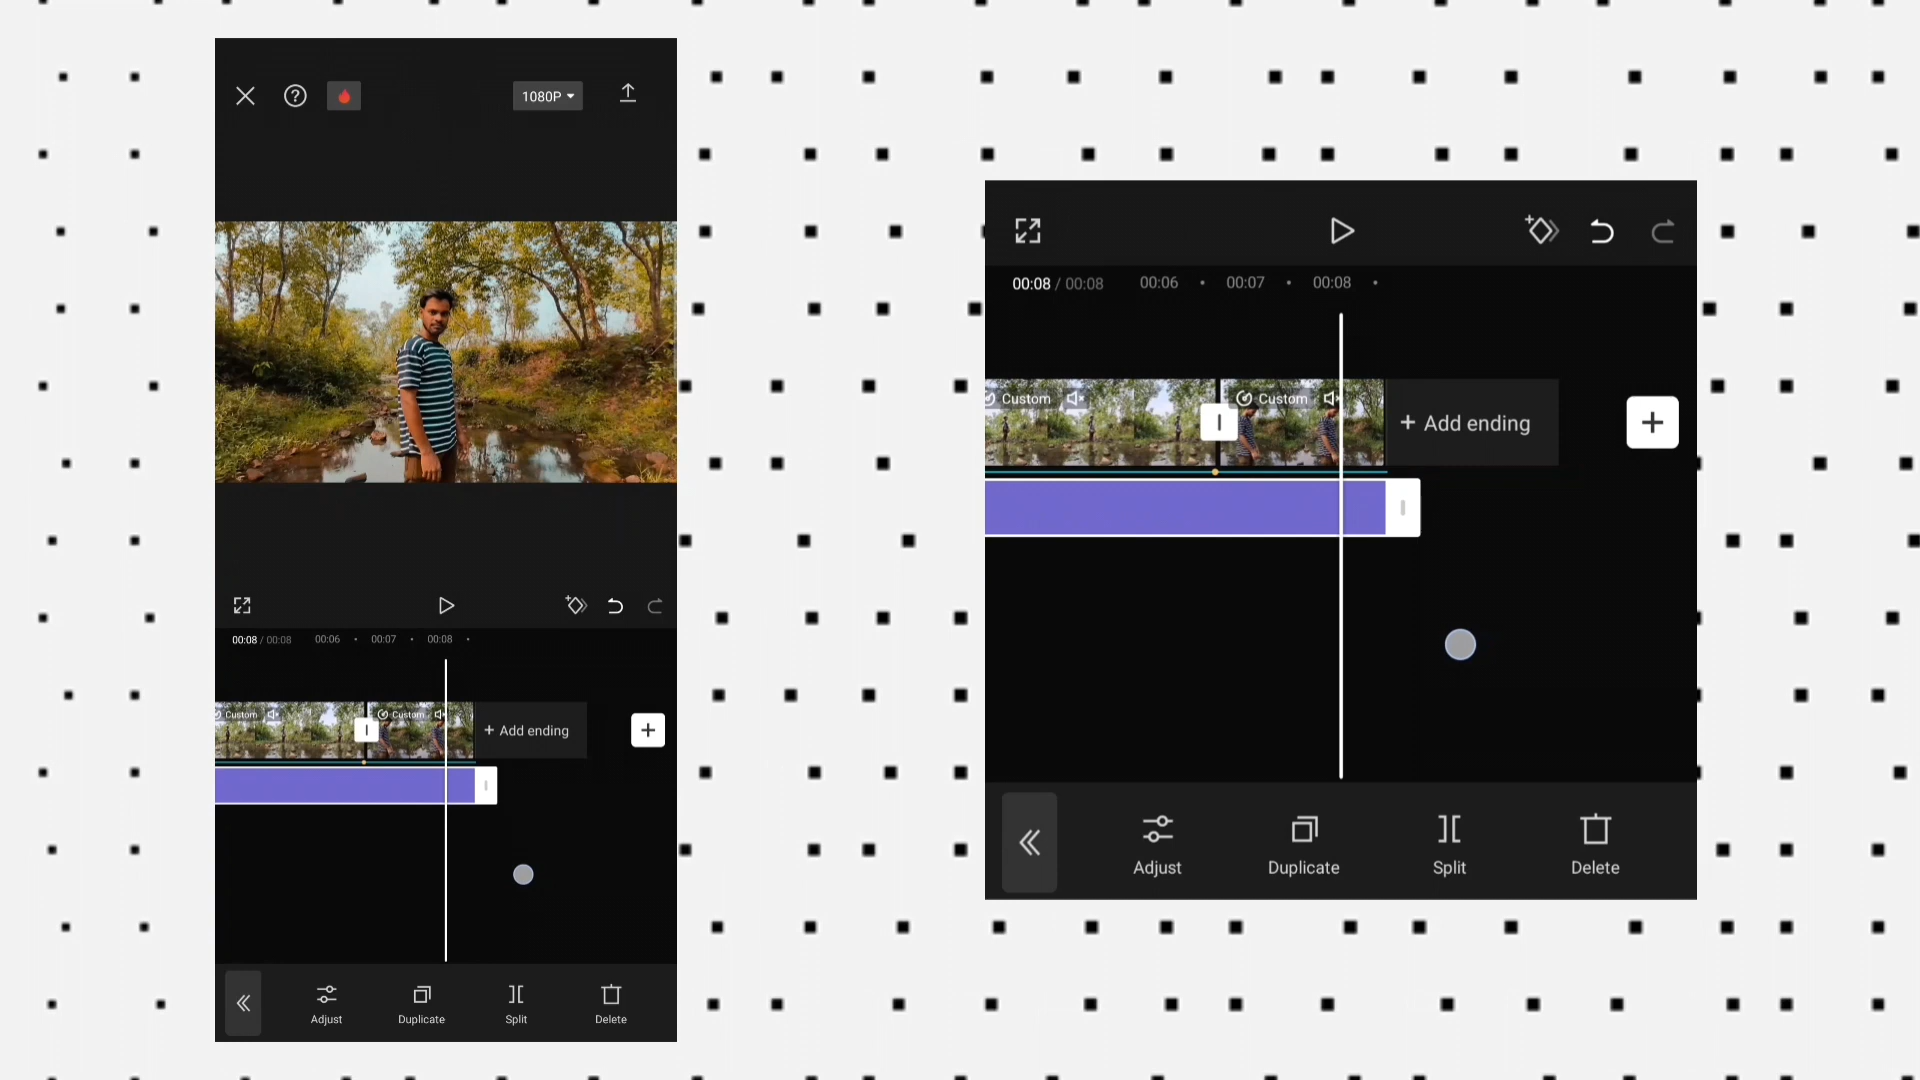 1080P
00:08 / 00:08 00:06 00:07 00:08
Custom Custom
+ Add ending
Adjust Duplicate Split Delete
00:08 / 00:08 00:06 00:07 00:08
Custom Custom
+ Add ending
Adjust Duplicate Split Delete